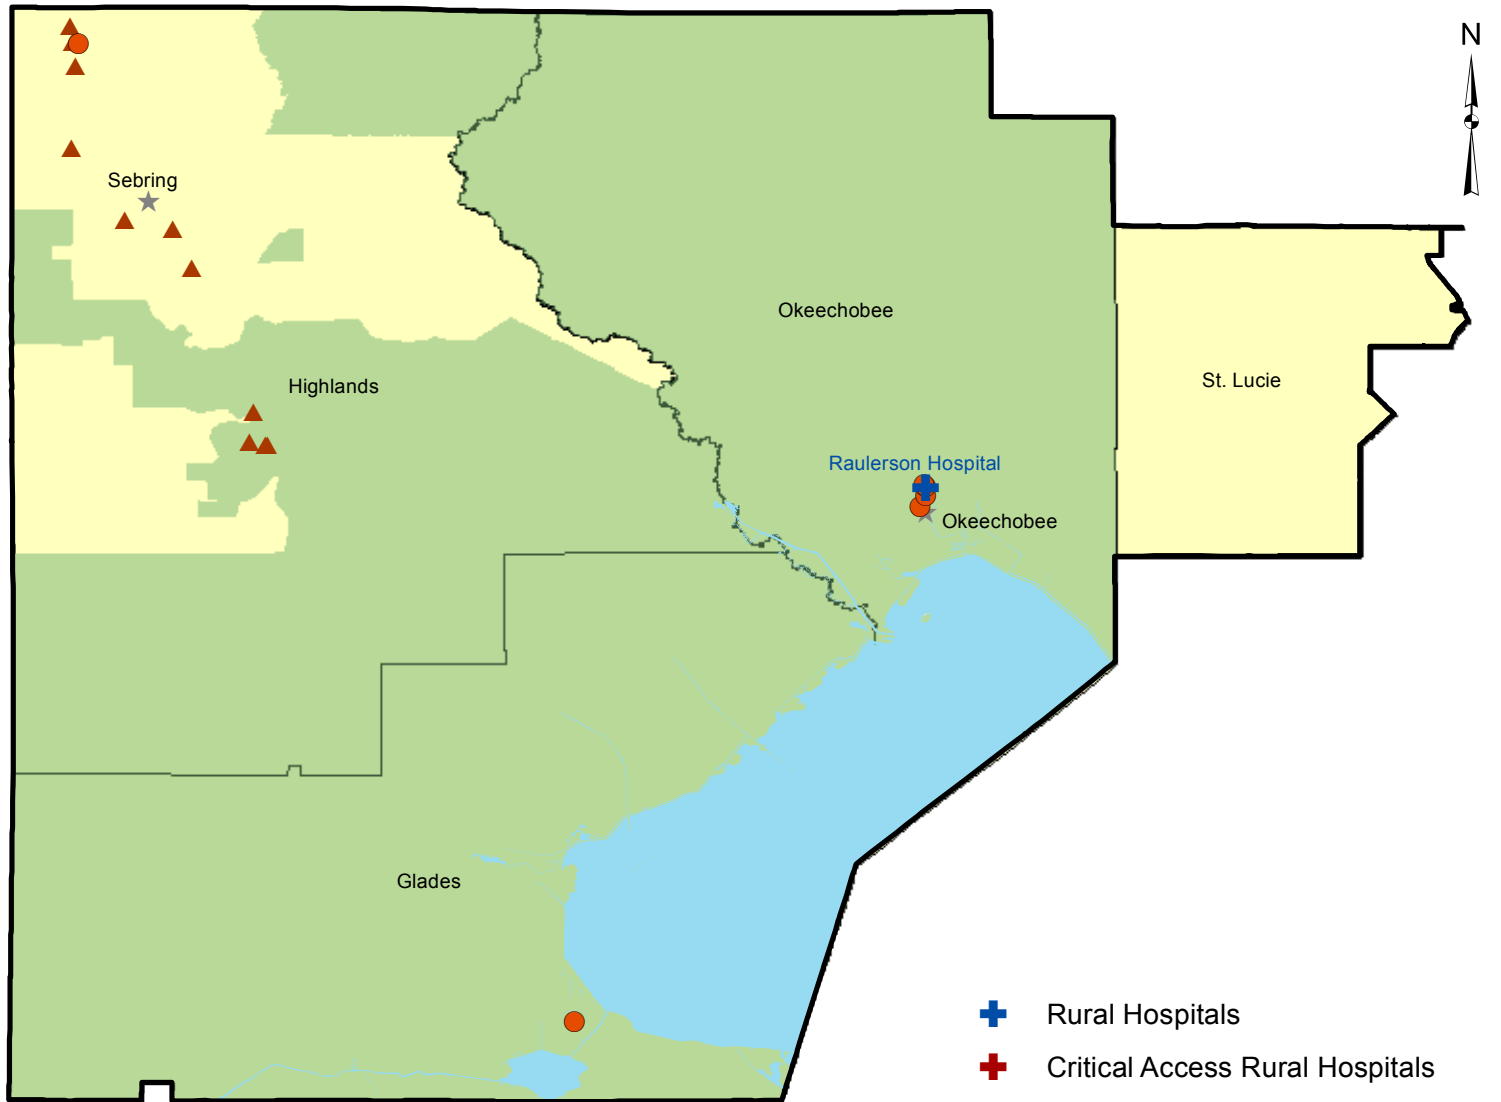 N
Sebring
Okeechobee
St. Lucie
Highlands
Raulerson Hospital
Okeechobee
Glades
Rural Hospitals
Critical Access Rural Hospitals